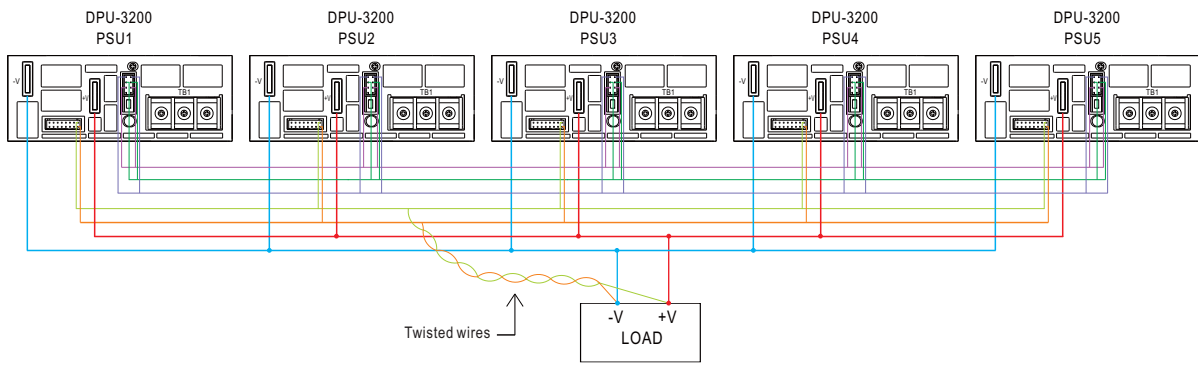 DPU-3200 DPU-3200 DPU-3200 DPU-3200 DPU-3200
PSU1 PSU2 PSU3 PSU4 PSU5
-V -V -V -V -V
+V TB1 +V TB1 +V TB1 +V TB1 +V TB1
Twisted wires
-V +V
LOAD